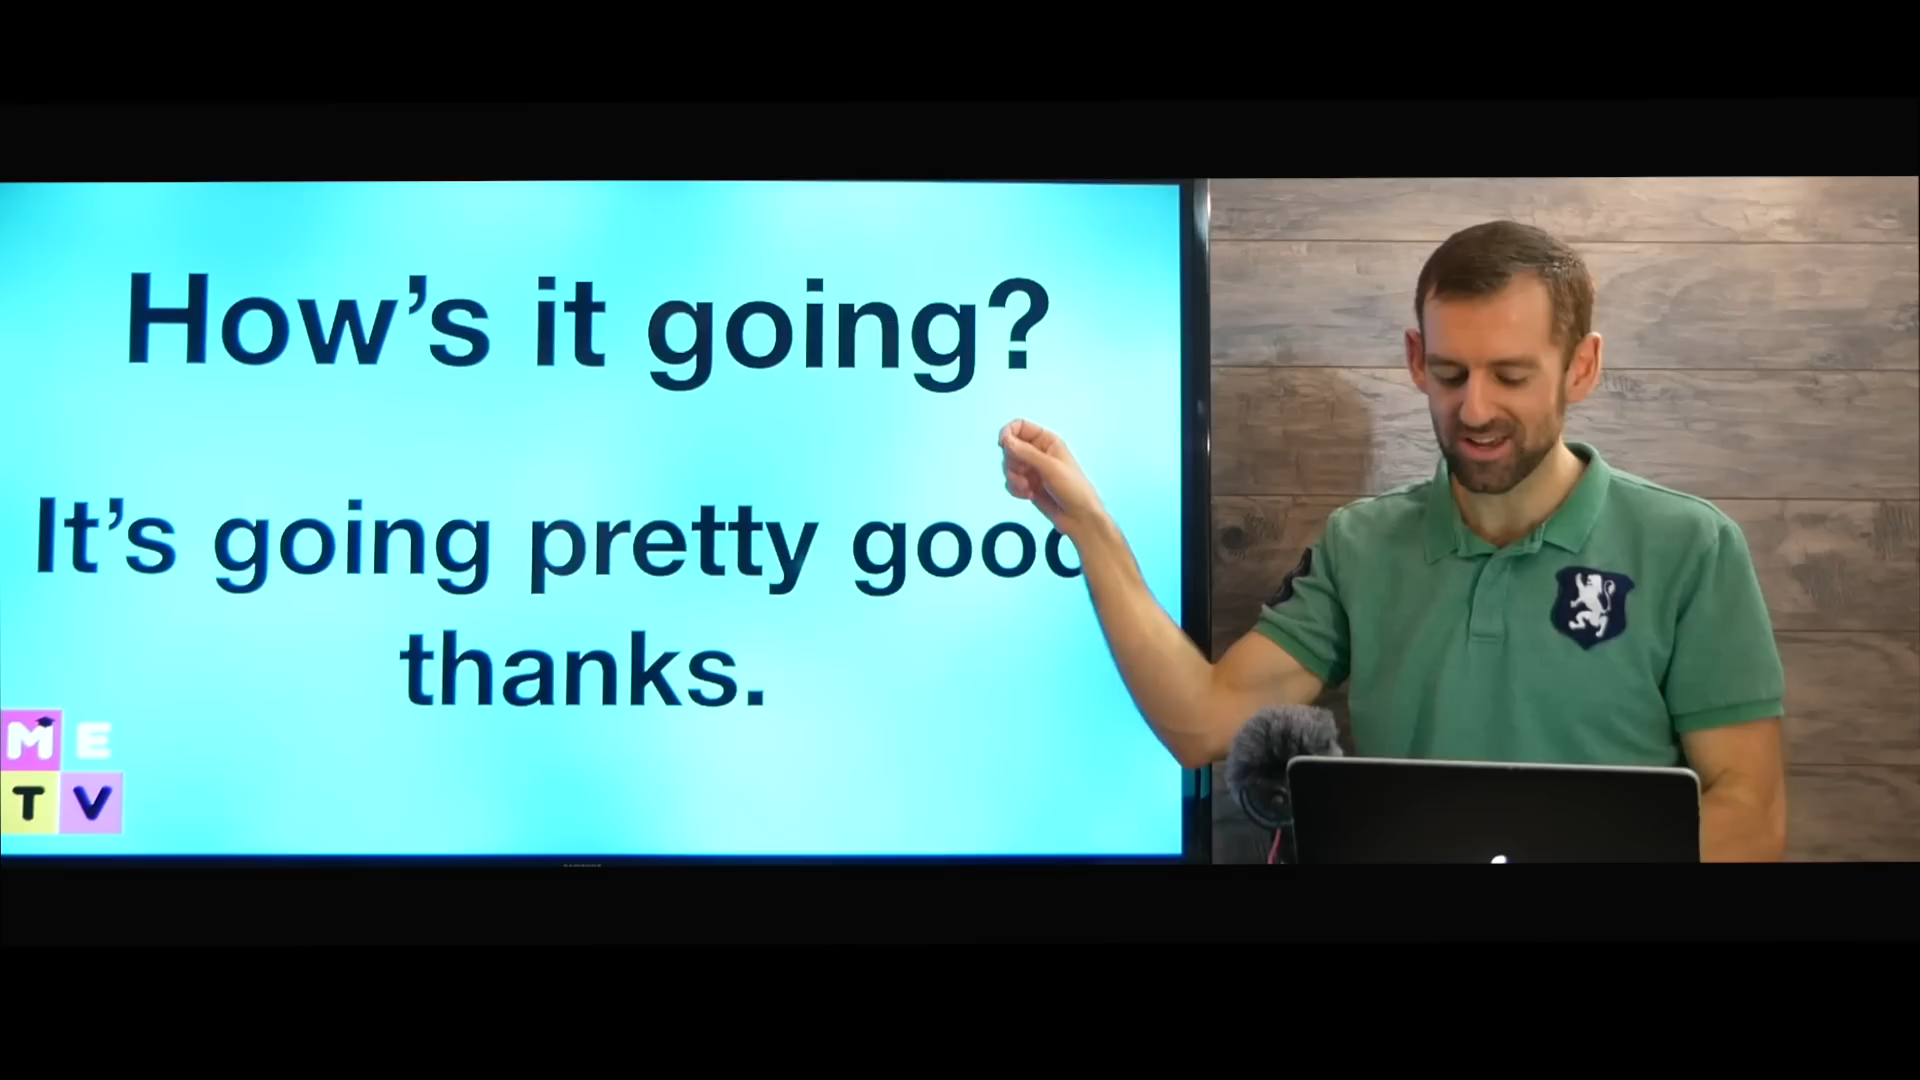 How's it going?
It's going pretty good
thanks.
M E
T V